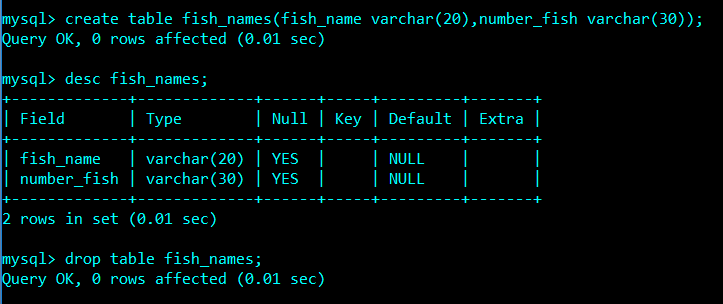 mysql> create table fish_names(fish_name varchar(20),number_fish varchar(30));
Query OK, 0 rows affected (0.01 sec)
mysql> desc fish_names;
+-------------+-------------+------+-----+---------+-------+
| Field       | Type        | Null | Key | Default | Extra |
+-------------+-------------+------+-----+---------+-------+
| fish_name   | varchar(20) | YES  |     | NULL    |       |
| number_fish | varchar(30) | YES  |     | NULL    |       |
+-------------+-------------+------+-----+---------+-------+
2 rows in set (0.01 sec)
mysql> drop table fish_names;
Query OK, 0 rows affected (0.01 sec)